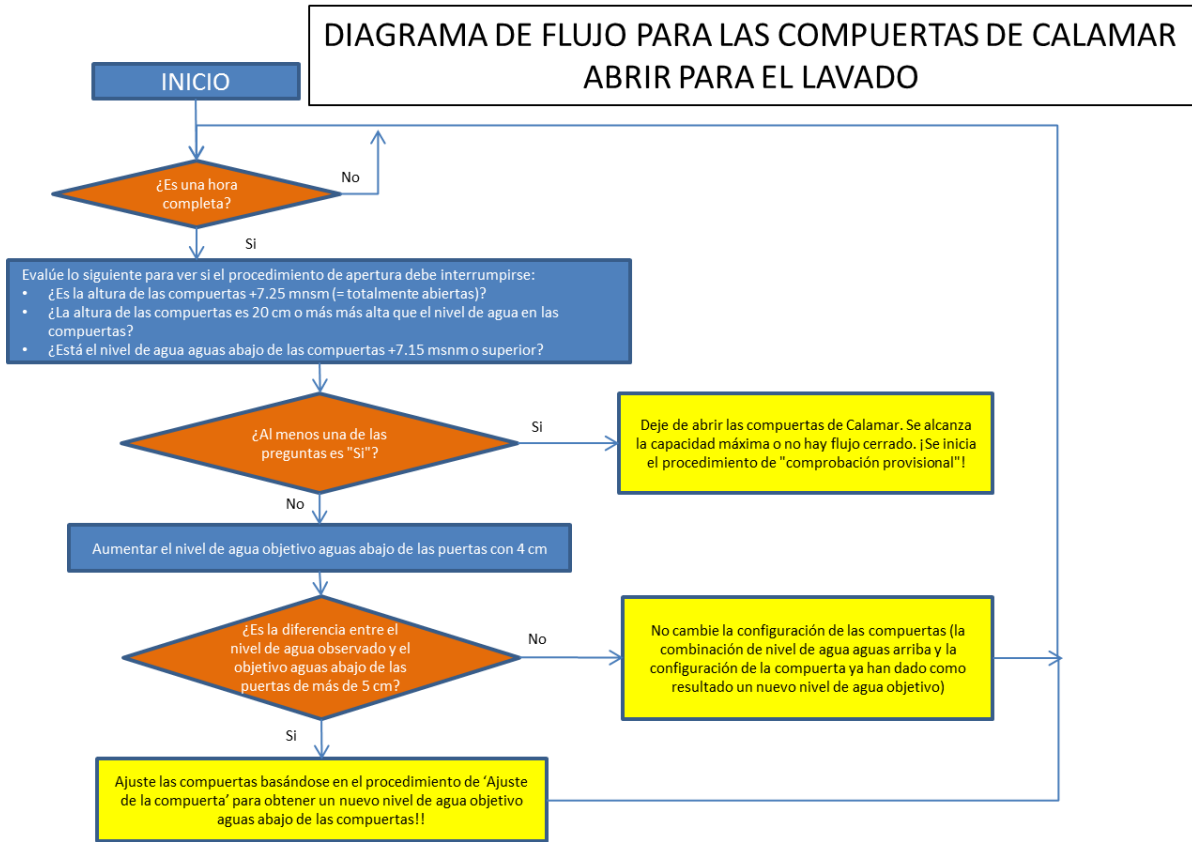 DIAGRAMA DE FLUJO PARA LAS COMPUERTAS DE CALAMAR
ABRIR PARA EL LAVADO
INICIO
¿Es una hora
completa?
No
Si
Evalúe lo siguiente para ver si el procedimiento de apertura debe interrumpirse:
• ¿Es la altura de las compuertas +7.25 mnsm (= totalmente abiertas)?
• ¿La altura de las compuertas es 20 cm o más más alta que el nivel de agua en las
compuertas?
• ¿Está el nivel de agua aguas abajo de las compuertas +7.15 msnm o superior?
¿Al menos una de las
preguntas es "Si"?
Si
Deje de abrir las compuertas de Calamar. Se alcanza
la capacidad máxima o no hay flujo cerrado. ¡Se inicia
el procedimiento de "comprobación provisional"!
No
Aumentar el nivel de agua objetivo aguas abajo de las puertas con 4 cm
¿Es la diferencia entre el
nivel de agua observado y el
objetivo aguas abajo de las
puertas de más de 5 cm?
No
No cambie la configuración de las compuertas (la
combinación de nivel de agua aguas arriba y la
configuración de la compuerta ya han dado como
resultado un nuevo nivel de agua objetivo)
Si
Ajuste las compuertas basándose en el procedimiento de ‘Ajuste
de la compuerta’ para obtener un nuevo nivel de agua objetivo
aguas abajo de las compuertas!!